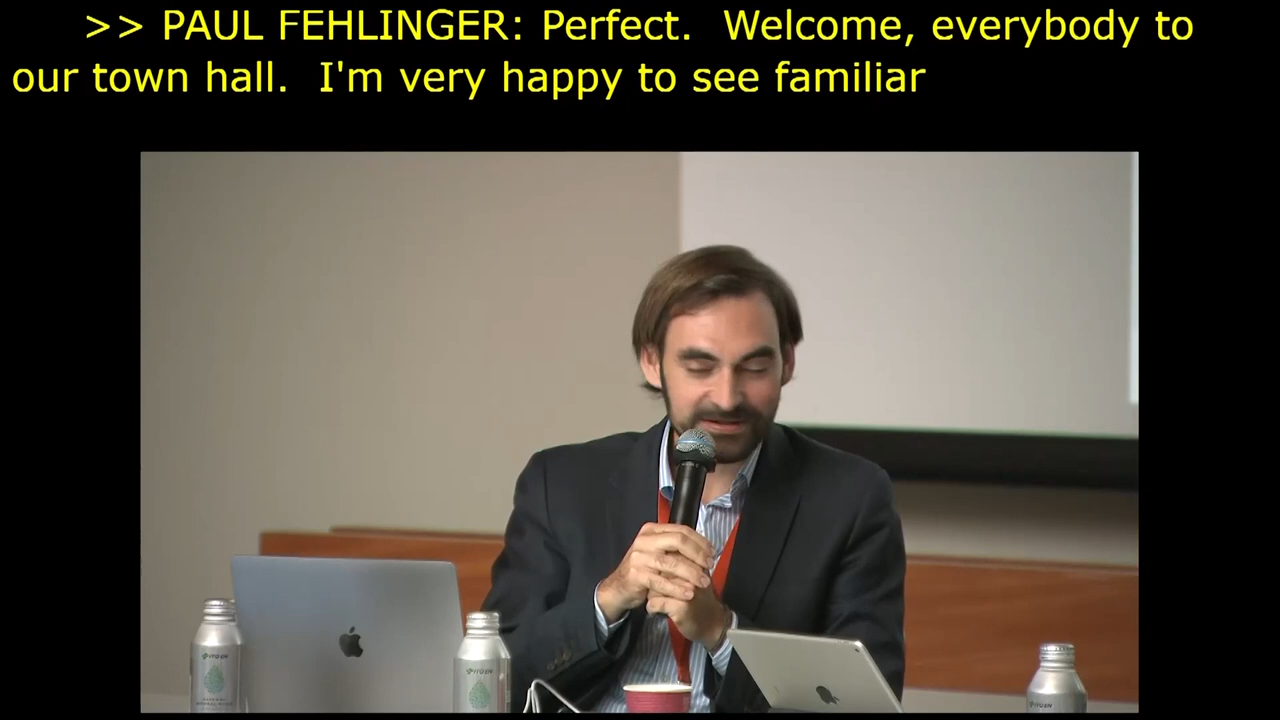 >> PAUL FEHLINGER: Perfect.  Welcome, everybody to
our town hall.  I'm very happy to see familiar